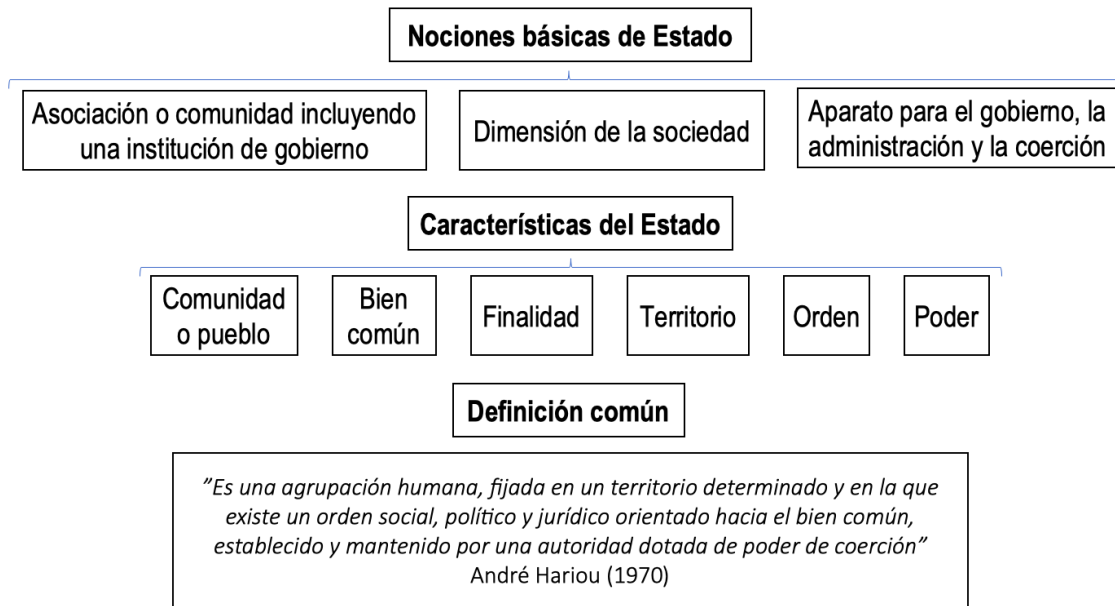 Nociones básicas de Estado
Asociación o comunidad incluyendo
una institución de gobierno
Dimensión de la sociedad
Aparato para el gobierno, la
administración y la coerción
Características del Estado
Comunidad
o pueblo
Bien
común
Finalidad
Territorio
Orden
Poder
Definición común
”Es una agrupación humana, fijada en un territorio determinado y en la que
existe un orden social, político y jurídico orientado hacia el bien común,
establecido y mantenido por una autoridad dotada de poder de coerción”
André Hariou (1970)